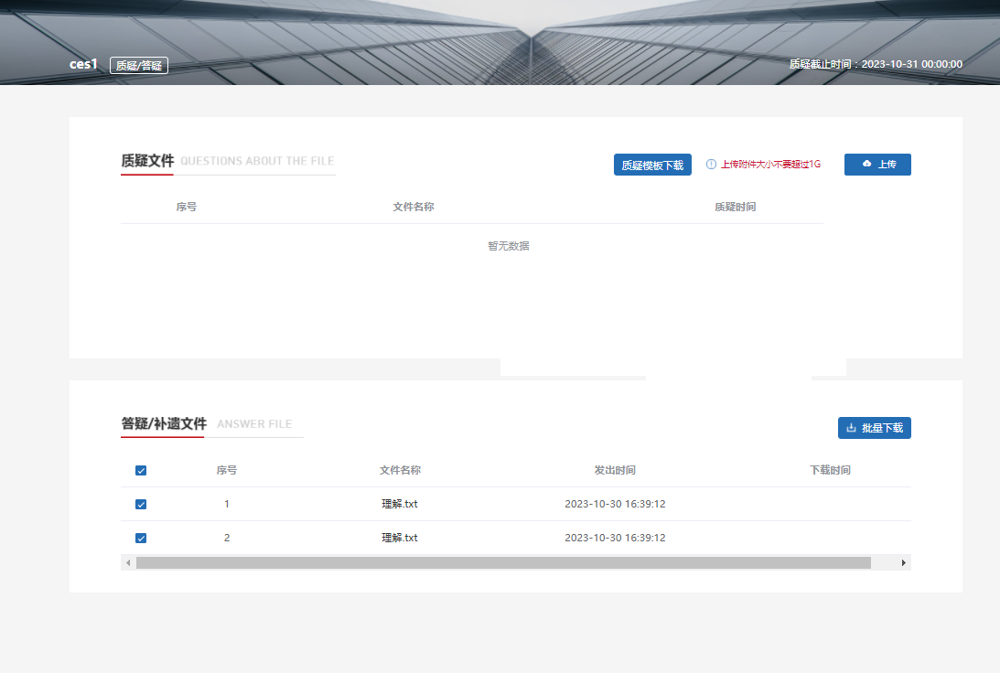 ces1 质疑/答疑 质疑截止时间：2023-10-31 00:00:00
质疑文件 QUESTIONS ABOUT THE FILE 质疑模板下载 上传附件大小不要超过1G 上传
序号 文件名称 质疑时间
暂无数据
答疑/补遗文件 ANSWER FILE 批量下载
序号 文件名称 发出时间 下载时间
1 理解.txt 2023-10-30 16:39:12
2 理解.txt 2023-10-30 16:39:12